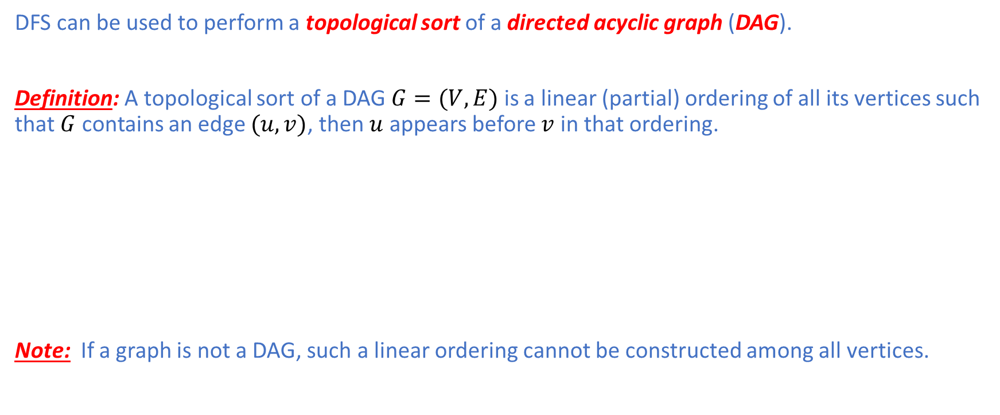 DFS can be used to perform a topological sort of a directed acyclic graph (DAG).
Definition: A topological sort of a DAG G = (V, E) is a linear (partial) ordering of all its vertices such
that G contains an edge (u, v), then u appears before v in that ordering.
Note: If a graph is not a DAG, such a linear ordering cannot be constructed among all vertices.